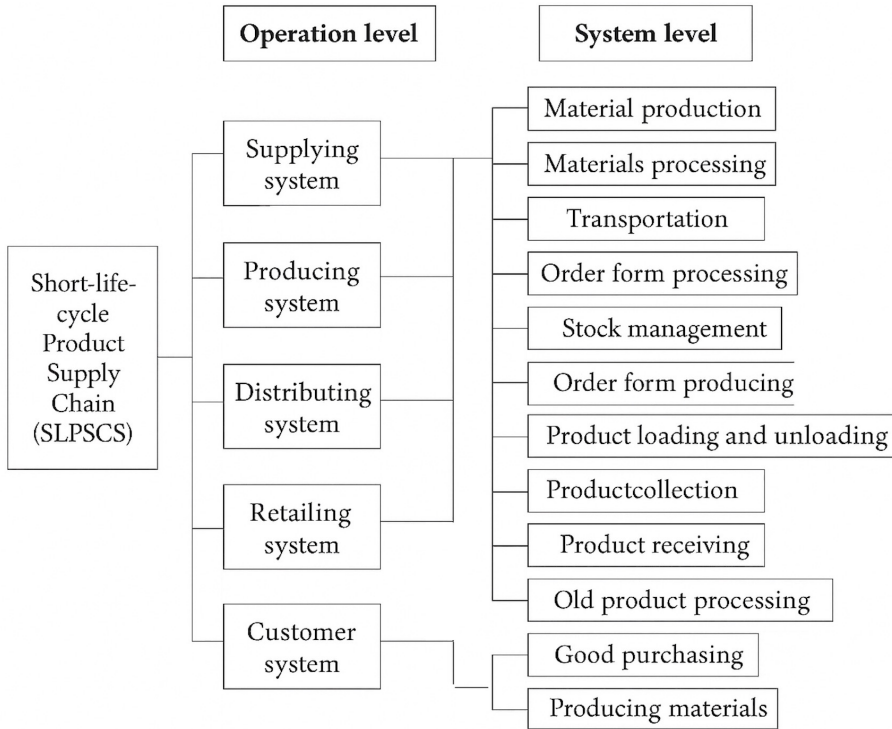 Operation level
System level
Short-life-
cycle
Product
Supply
Chain
(SLPSCS)
Supplying
system
Producing
system
Distributing
system
Retailing
system
Customer
system
Material production
Materials processing
Transportation
Order form processing
Stock management
Order form producing
Product loading and unloading
Productcollection
Product receiving
Old product processing
Good purchasing
Producing materials